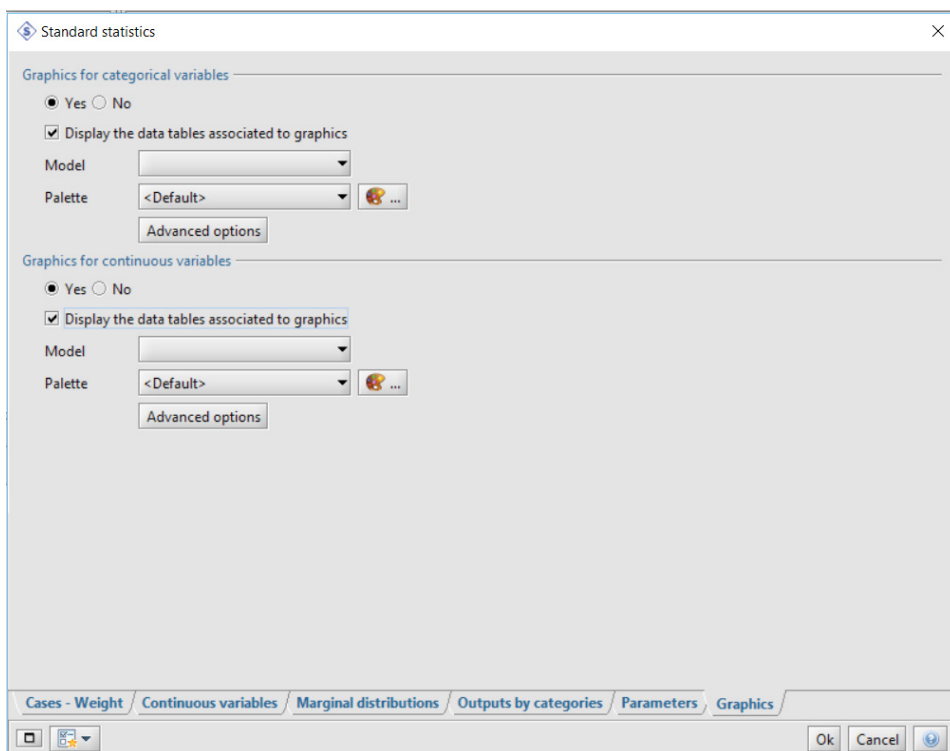 Standard statistics
Graphics for categorical variables
Yes No
Display the data tables associated to graphics
Model
Palette <Default> ...
Advanced options
Graphics for continuous variables
Yes No
Display the data tables associated to graphics
Model
Palette <Default> ...
Advanced options
Cases - Weight Continuous variables Marginal distributions Outputs by categories Parameters Graphics
Ok Cancel